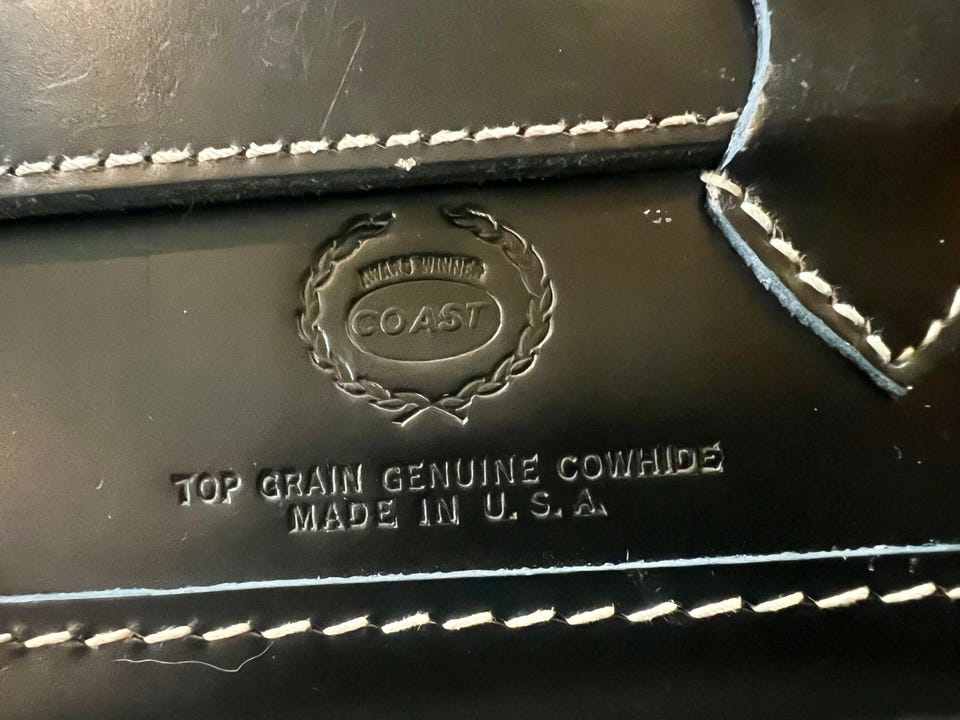 AWARD WINNER
COAST
TOP GRAIN GENUINE COWHIDE
MADE IN U.S.A.